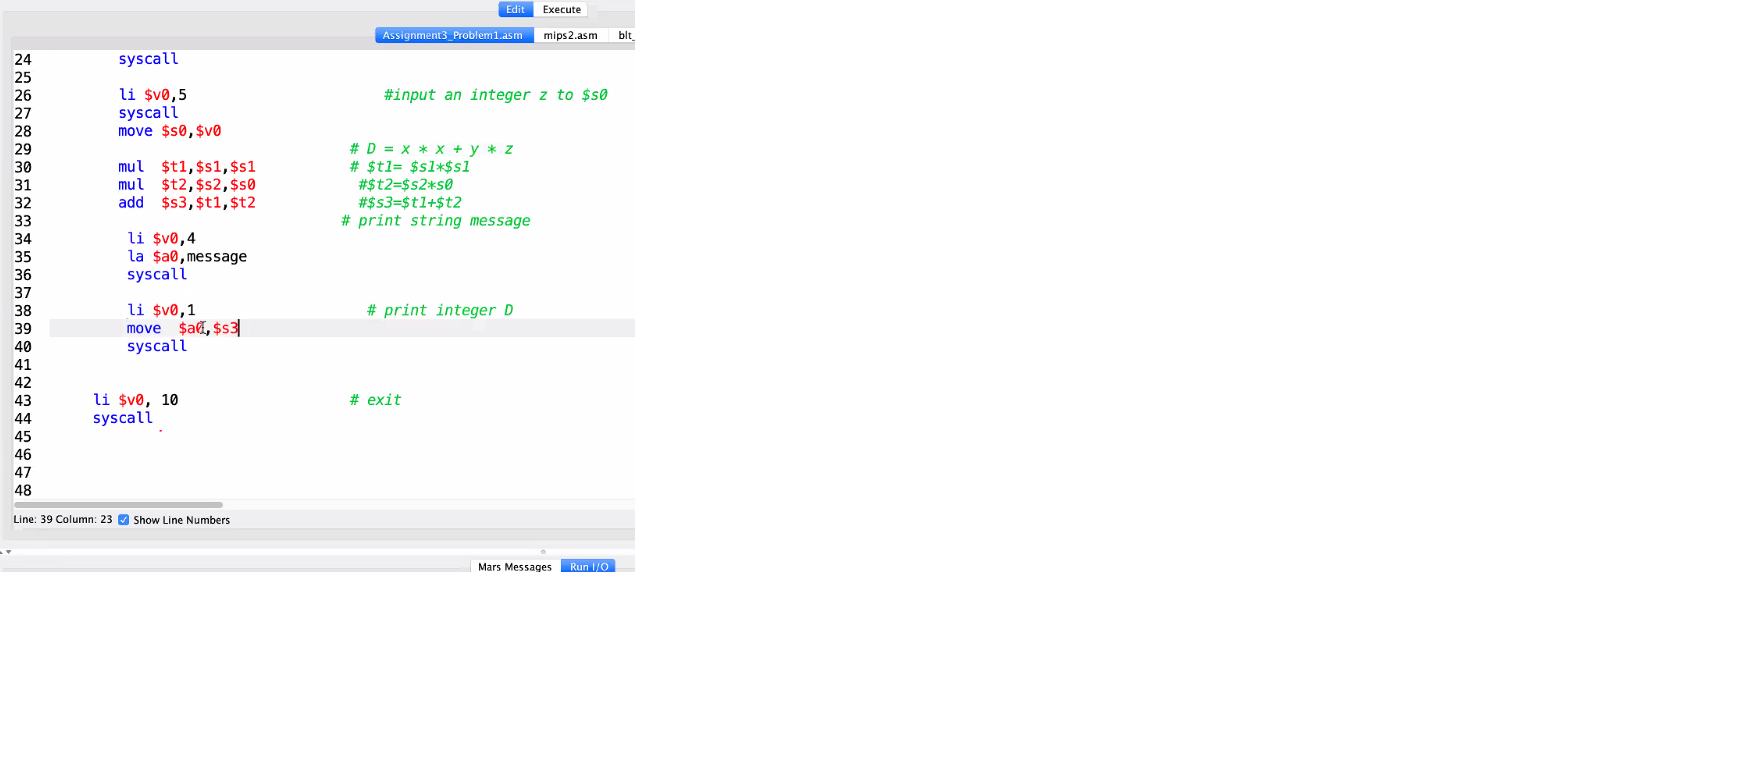 Edit Execute
Assignment3_Problem1.asm mips2.asm blt_
24 syscall
25
26 li $v0,5 #input an integer z to $s0
27 syscall
28 move $s0,$v0
29 # D = x * x + y * z
30 mul $t1,$s1,$s1 # $t1= $s1*$s1
31 mul $t2,$s2,$s0 #$t2=$s2*s0
32 add $s3,$t1,$t2 #$s3=$t1+$t2
33 # print string message
34 li $v0,4
35 la $a0,message
36 syscall
37
38 li $v0,1 # print integer D
39 move $a0,$s3
40 syscall
41
42
43 li $v0, 10 # exit
44 syscall
45
46
47
48
Line: 39 Column: 23 Show Line Numbers
Mars Messages Run I/O